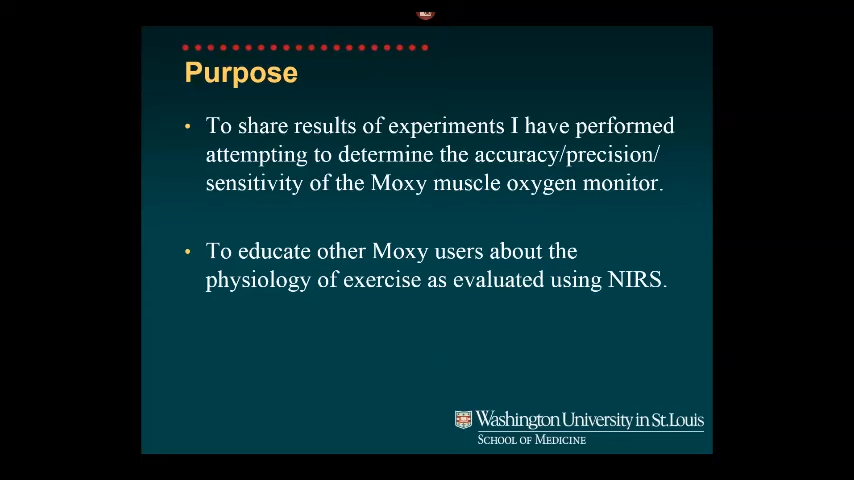 Purpose
• To share results of experiments I have performed
attempting to determine the accuracy/precision/
sensitivity of the Moxy muscle oxygen monitor.
• To educate other Moxy users about the
physiology of exercise as evaluated using NIRS.
Washington University in St. Louis
SCHOOL OF MEDICINE